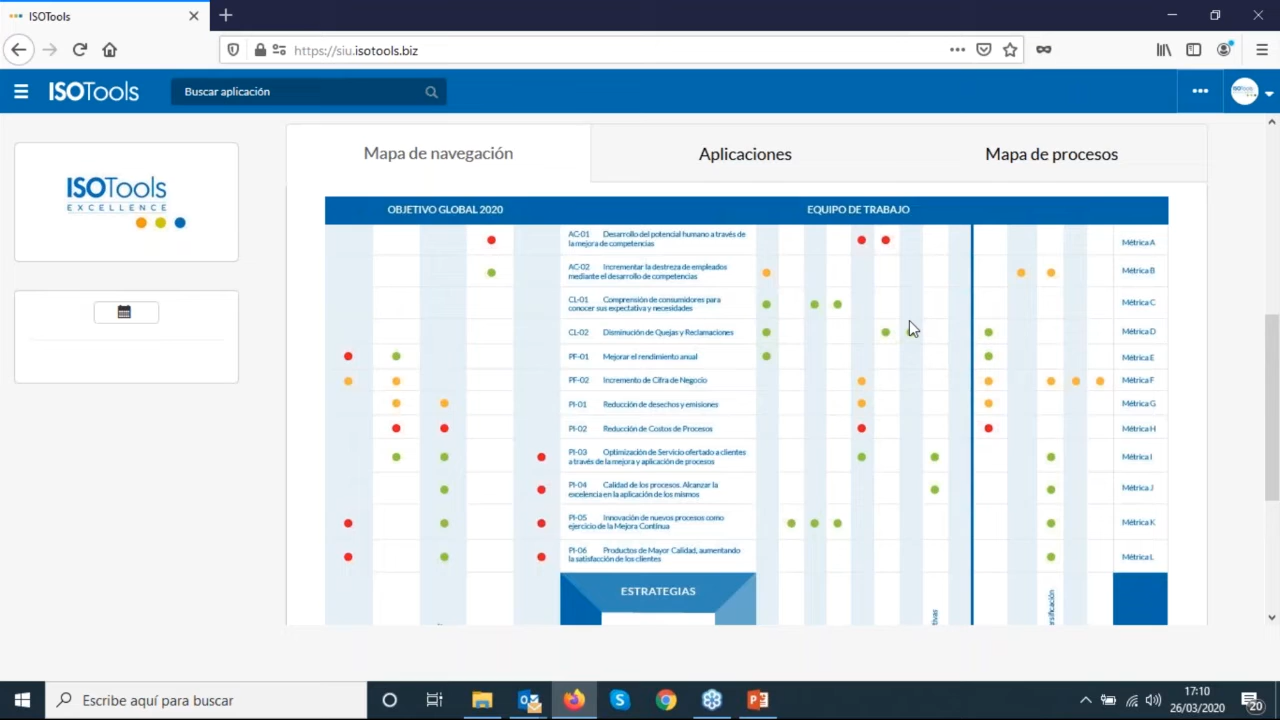 ISOTools
https://siu.isotools.biz
ISOTools
Buscar aplicación
ISOTools
EXCELLENCE
Mapa de navegación
Aplicaciones
Mapa de procesos
OBJETIVO GLOBAL 2020
EQUIPO DE TRABAJO
AC-01 Desarrollo del potencial humano a través de
la mejora de competencias
Métrica A
AC-02 Incrementar la destreza de empleados
mediante el desarrollo de competencias
Métrica B
CL-01 Comprensión de consumidores para
conocer sus expectativa y necesidades
Métrica C
CL-02 Disminución de Quejas y Reclamaciones
Métrica D
PF-01 Mejorar el rendimiento anual
Métrica E
PF-02 Incremento de Cifra de Negocio
Métrica F
PI-01 Reducción de desechos y emisiones
Métrica G
PI-02 Reducción de Costos de Procesos
Métrica H
PI-03 Optimización de Servicio ofertado a clientes
a través de la mejora y aplicación de procesos
Métrica I
PI-04 Calidad de los procesos. Alcanzar la
excelencia en la aplicación de los mismos
Métrica J
PI-05 Innovación de nuevos procesos como
ejercicio de la Mejora Continua
Métrica K
PI-06 Productos de Mayor Calidad, aumentando
la satisfacción de los clientes
Métrica L
ESTRATEGIAS
Escribe aquí para buscar
17:10
26/03/2020
20